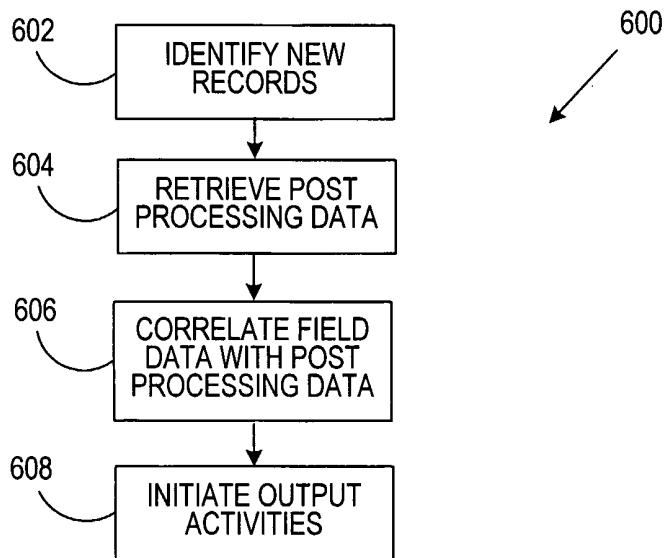 602
IDENTIFY NEW
RECORDS
600
604
RETRIEVE POST
PROCESSING DATA
606
CORRELATE FIELD
DATA WITH POST
PROCESSING DATA
608
INITIATE OUTPUT
ACTIVITIES